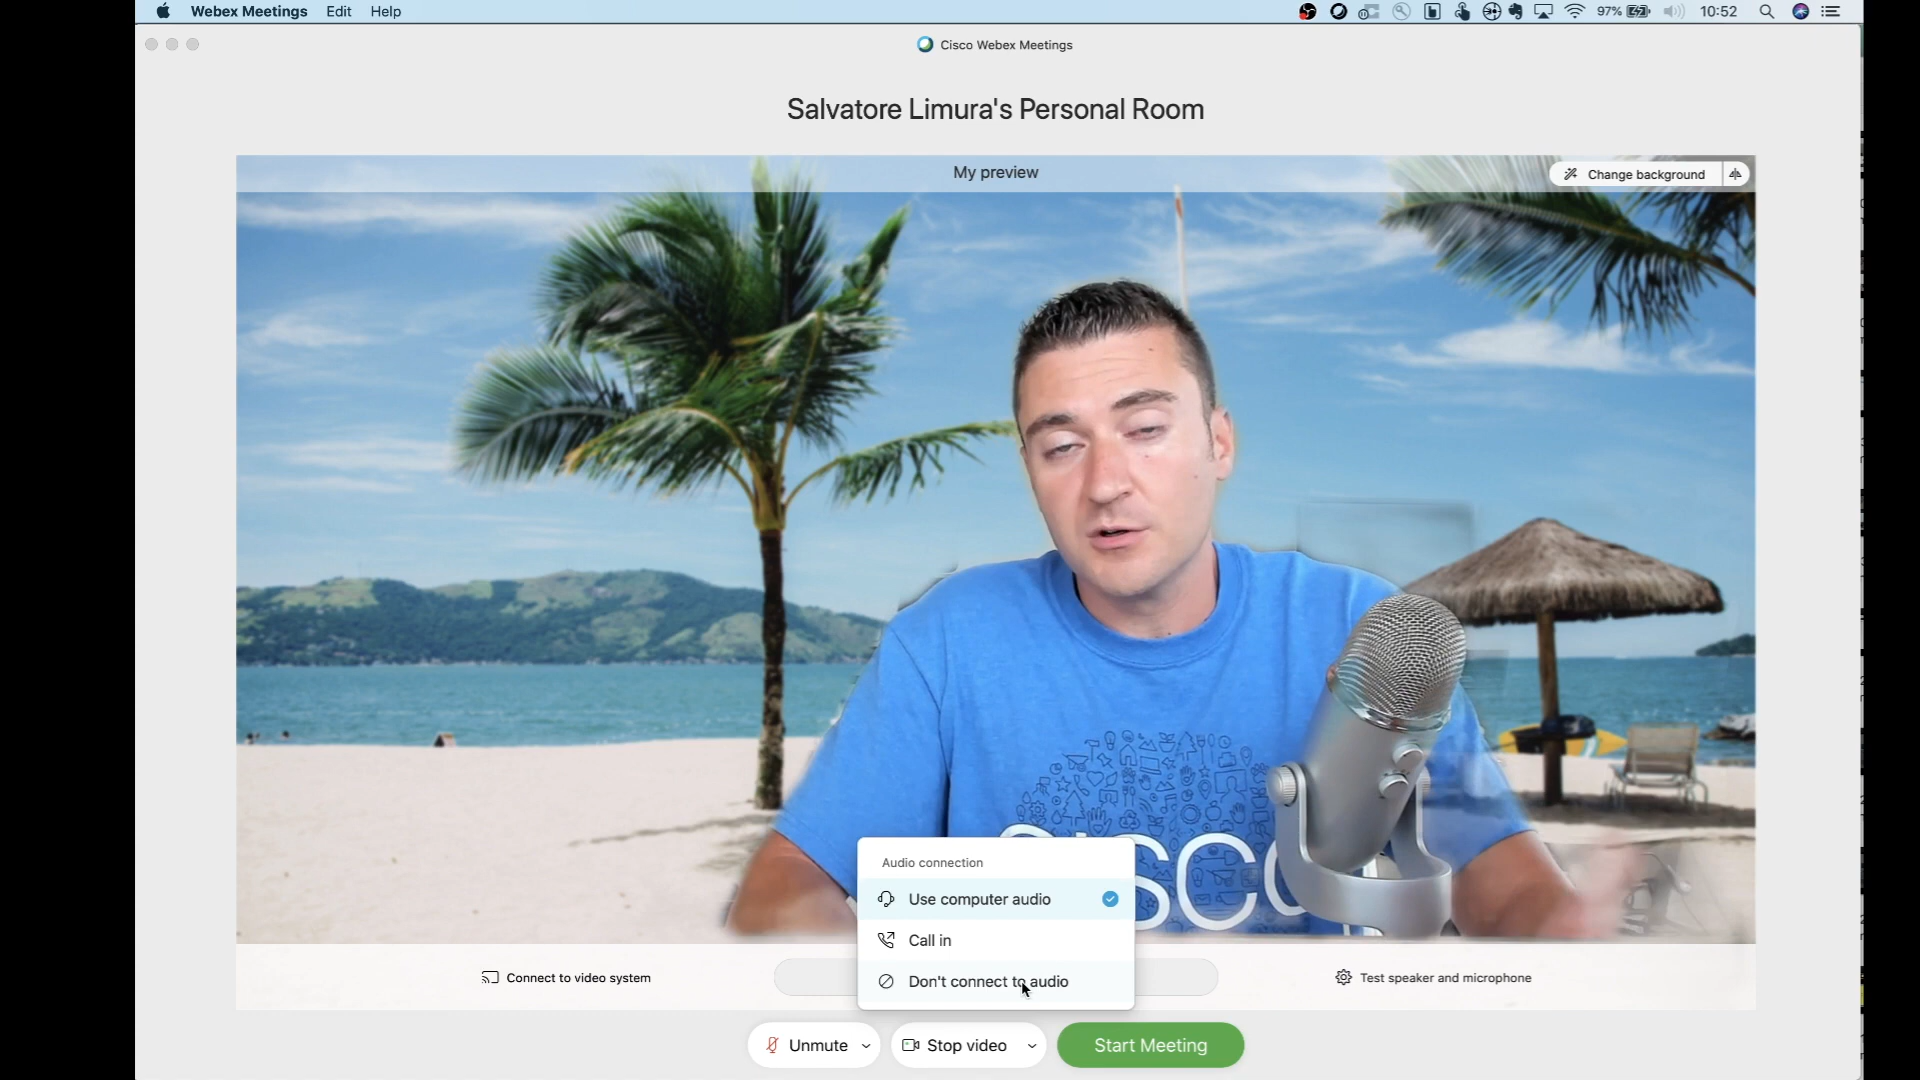 Webex Meetings Edit Help
97% 10:52
Cisco Webex Meetings
Salvatore Limura's Personal Room
My preview
Change background
CISCO
Audio connection
Use computer audio
Call in
Don't connect to audio
Connect to video system
Test speaker and microphone
Unmute
Stop video
Start Meeting